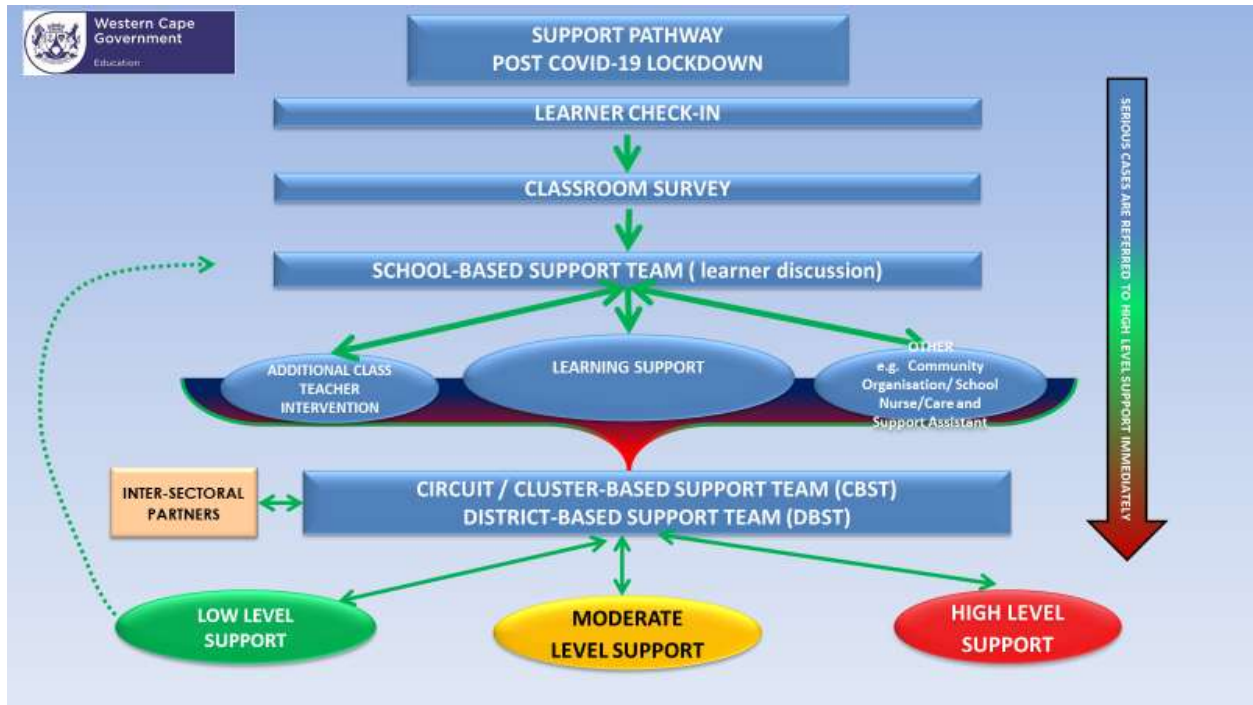 Western Cape
Government
Education
SUPPORT PATHWAY
POST COVID-19 LOCKDOWN
LEARNER CHECK-IN
CLASSROOM SURVEY
SCHOOL-BASED SUPPORT TEAM ( learner discussion)
ADDITIONAL CLASS
TEACHER
INTERVENTION
LEARNING SUPPORT
OTHER
e.g. Community
Organisation/ School
Nurse/Care and
Support Assistant
INTER-SECTORAL
PARTNERS
CIRCUIT / CLUSTER-BASED SUPPORT TEAM (CBST)
DISTRICT-BASED SUPPORT TEAM (DBST)
LOW LEVEL
SUPPORT
MODERATE
LEVEL SUPPORT
HIGH LEVEL
SUPPORT
SERIOUS CASES ARE REFERRED TO HIGH LEVEL SUPPORT IMMEDIATELY